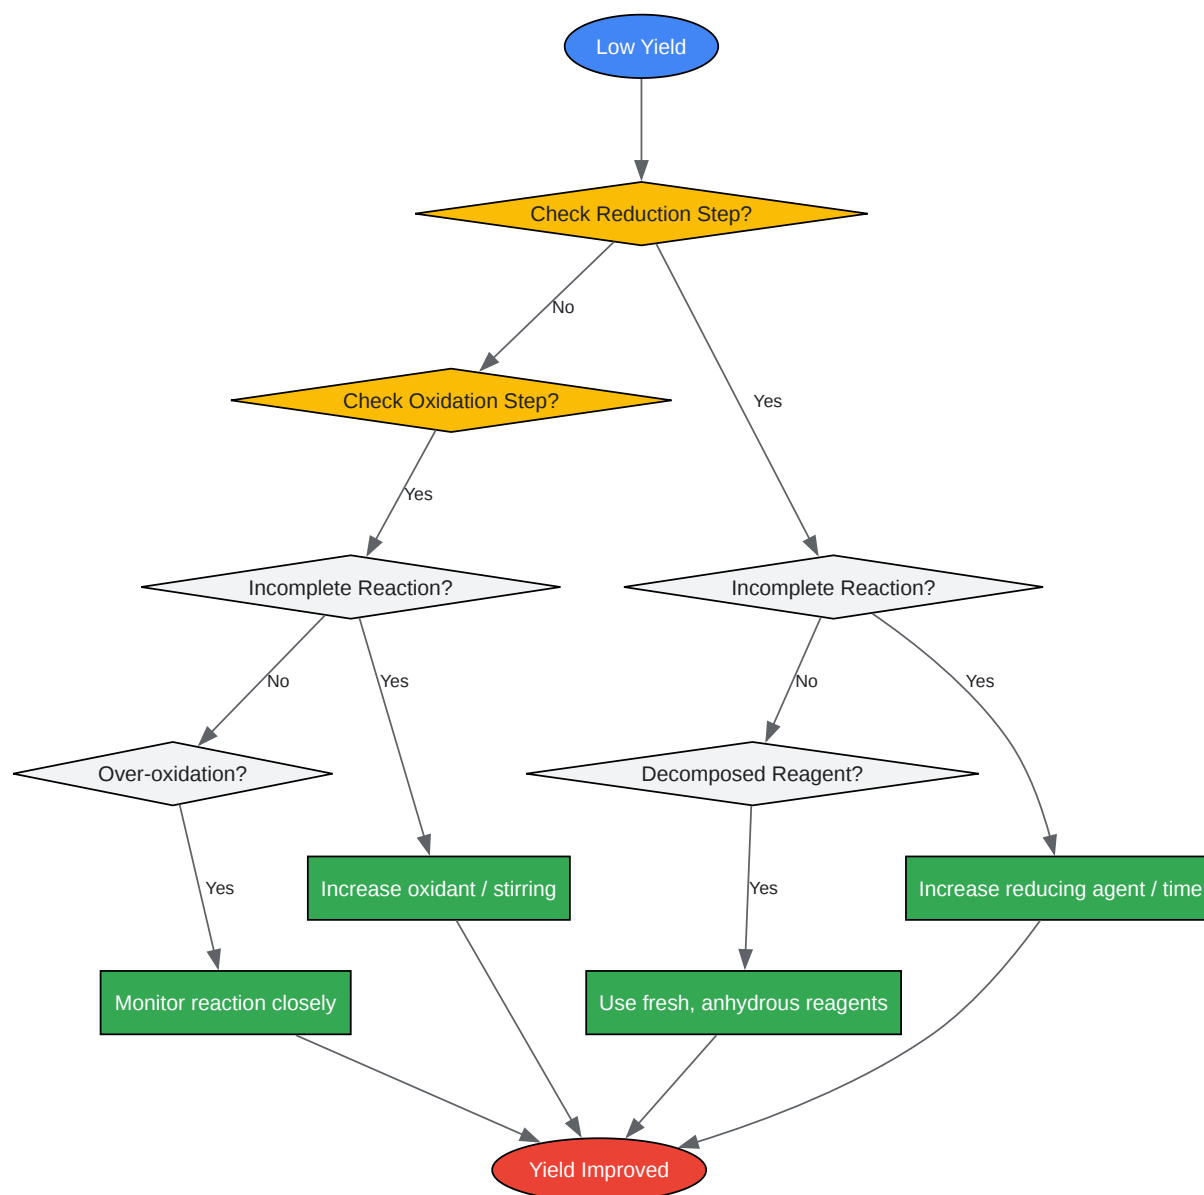 Low Yield
Check Reduction Step?
No
Check Oxidation Step?
Yes
Yes
Incomplete Reaction?
Incomplete Reaction?
No
Yes
No
Yes
Over-oxidation?
Decomposed Reagent?
Yes
Increase oxidant / stirring
Yes
Increase reducing agent / time
Monitor reaction closely
Use fresh, anhydrous reagents
Yield Improved